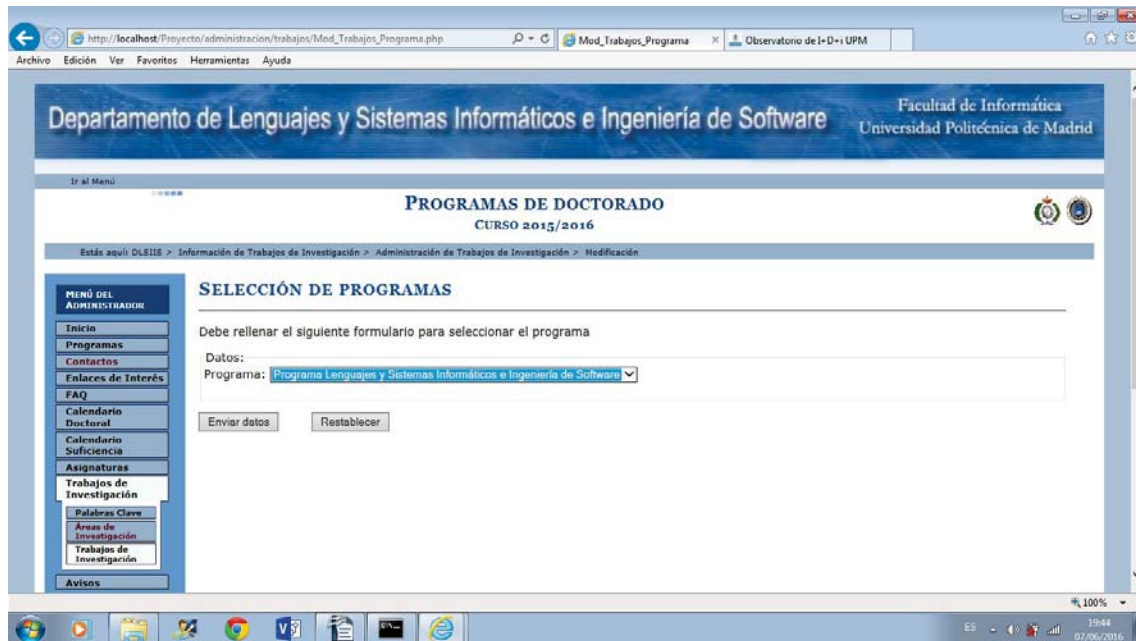 http://localhost/Proyecto/administracion/trabajos/Mod_Trabajos_Programa.php
Mod_Trabajos_Programa
Observatorio de I+D+i UPM
Archivo Edición Ver Favoritos Herramientas Ayuda
Departamento de Lenguajes y Sistemas Informáticos e Ingeniería de Software
Facultad de Informática
Universidad Politécnica de Madrid
Ir al Menú
PROGRAMAS DE DOCTORADO
CURSO 2015/2016
Estás aquí: DLSIIS > Información de Trabajos de Investigación > Administración de Trabajos de Investigación > Modificación
MENÚ DEL
ADMINISTRADOR
Inicio
Programas
Contactos
Enlaces de Interés
FAQ
Calendario
Doctoral
Calendario
Suficiencia
Asignaturas
Trabajos de
Investigación
Palabras Clave
Áreas de
Investigación
Trabajos de
Investigación
Avisos
SELECCIÓN DE PROGRAMAS
Debe rellenar el siguiente formulario para seleccionar el programa
Datos:
Programa: Programa Lenguajes y Sistemas Informáticos e Ingeniería de Software
Enviar datos Restablecer
100%
ES
19:44
07/06/2016